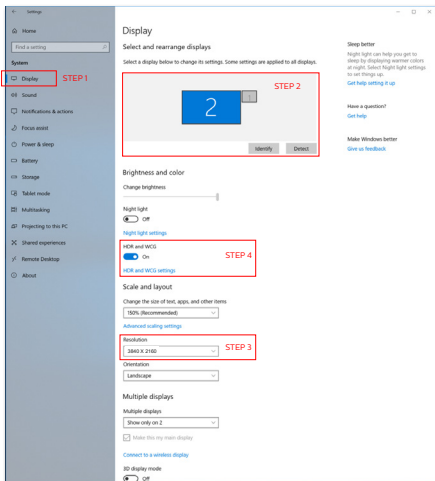 Settings
Home
Find a setting
System
Display
STEP 1
Sound
Notifications & actions
Focus assist
Power & sleep
Battery
Storage
Tablet mode
Multitasking
Projecting to this PC
Shared experiences
Remote Desktop
About
Display
Select and rearrange displays
Select a display below to change its settings. Some settings are applied to all displays.
STEP 2
2
1
Identify
Detect
Brightness and color
Change brightness
Night light
Off
Night light settings
HDR and WCG
On
STEP 4
HDR and WCG settings
Scale and layout
Change the size of text, apps, and other items
150% (Recommended)
Advanced scaling settings
Resolution
3840 X 2160
STEP 3
Orientation
Landscape
Multiple displays
Multiple displays
Show only on 2
Make this my main display
Connect to a wireless display
3D display mode
Off
Sleep better
Night light can help you get to
sleep by displaying warmer colors
at night. Select Night light settings
to set things up.
Get help setting it up
Have a question?
Get help
Make Windows better
Give us feedback